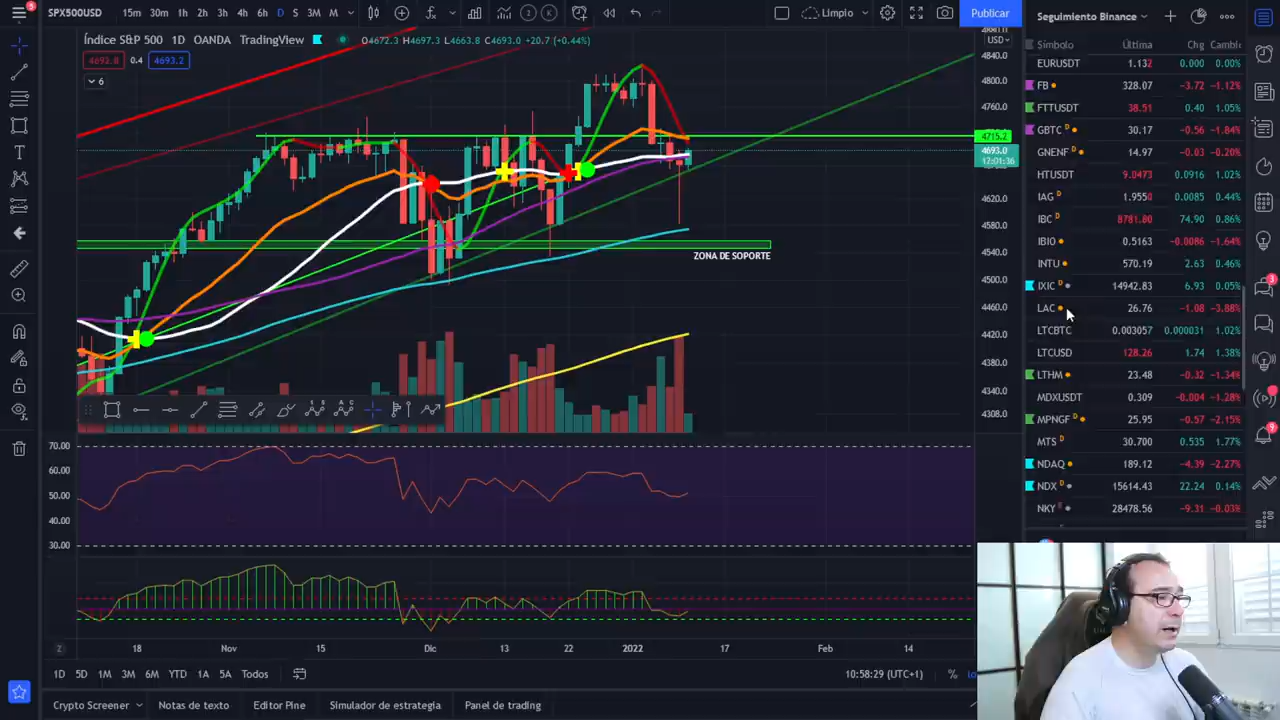 5
SPX500USD
15m 30m 1h 2h 3h 4h 6h D S 3M M
Limpio
Publicar
Índice S&P 500 1D OANDA TradingView
O4672.3 H4697.3 L4663.8 C4693.0 +20.7 (+0.44%)
4692.8 0.4 4693.2
6
USD
4840.0
4800.0
4760.0
4715.2
4693.0
12:01:36
4620.0
4580.0
4540.0
4500.0
4460.0
4420.0
4380.0
4340.0
4308.0
ZONA DE SOPORTE
70.00
60.00
50.00
40.00
30.00
18 Nov 15 Dic 13 22 2022 17 Feb 14
1D 5D 1M 3M 6M YTD 1A 5A Todos
10:58:29 (UTC+1) %
Crypto Screener Notas de texto Editor Pine Simulador de estrategia Panel de trading
Seguimiento Binance
Símbolo Última Chg
EURUSDT 1.132 0.000 0.00%
FB 328.07 -3.72 -1.12%
FTTUSDT 38.51 0.40 1.05%
GBTC D 30.17 -0.56 -1.84%
GNENF D 14.97 -0.03 -0.20%
HTUSDT 9.0473 0.0916 1.02%
IAG D 1.9550 0.0085 0.44%
IBC 8781.80 74.90 0.86%
IBIO 0.5163 -0.0086 -1.64%
INTU 570.19 2.63 0.46%
IXIC D 14942.83 6.93 0.05%
LAC 26.76 -1.08 -3.88%
LTCBTC 0.003057 0.000031 1.02%
LTCUSD 128.26 1.74 1.38%
LTHM 23.48 -0.32 -1.34%
MDXUSDT 0.309 -0.004 -1.28%
MPNGF D 25.95 -0.57 -2.15%
MTS D 30.700 0.535 1.77%
NDAQ 189.12 -4.39 -2.27%
NDX D 15614.43 22.24 0.14%
NKY 28478.56 -9.31 -0.03%
3
9